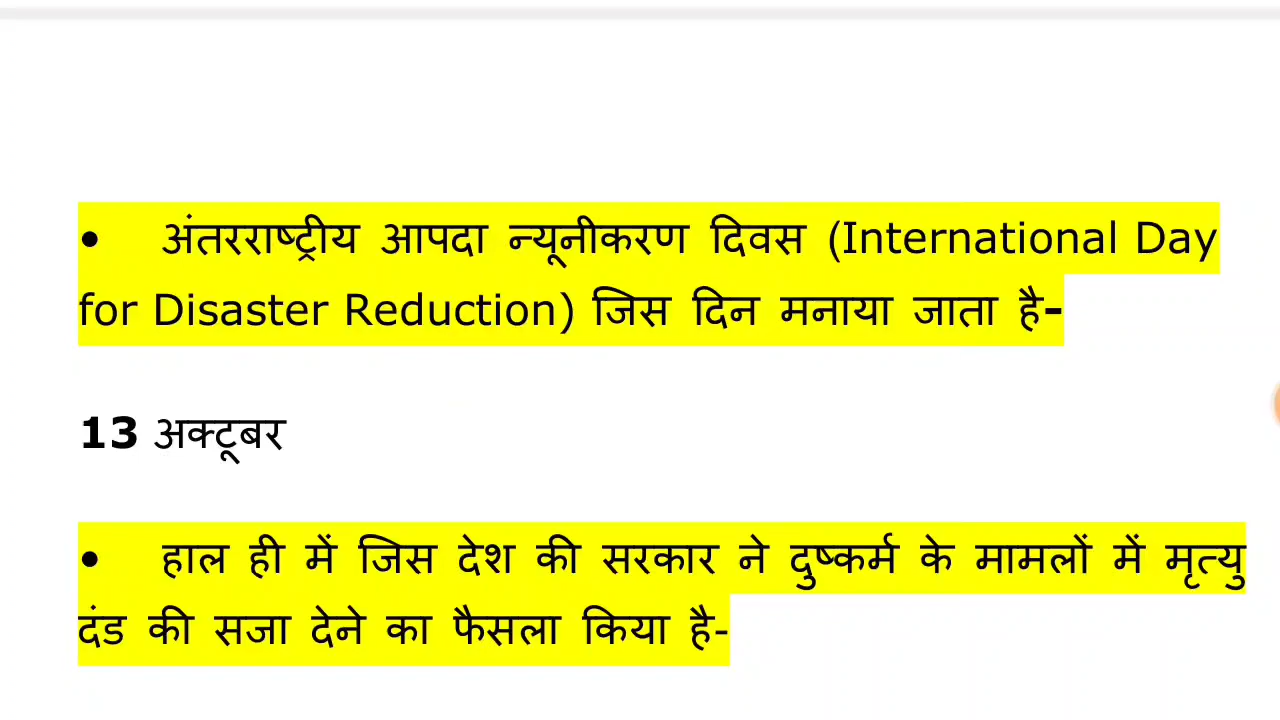 • अंतरराष्ट्रीय आपदा न्यूनीकरण दिवस (International Day
for Disaster Reduction) जिस दिन मनाया जाता है-
13 अक्टूबर
• हाल ही में जिस देश की सरकार ने दुष्कर्म के मामलों में मृत्यु
दंड की सजा देने का फैसला किया है-